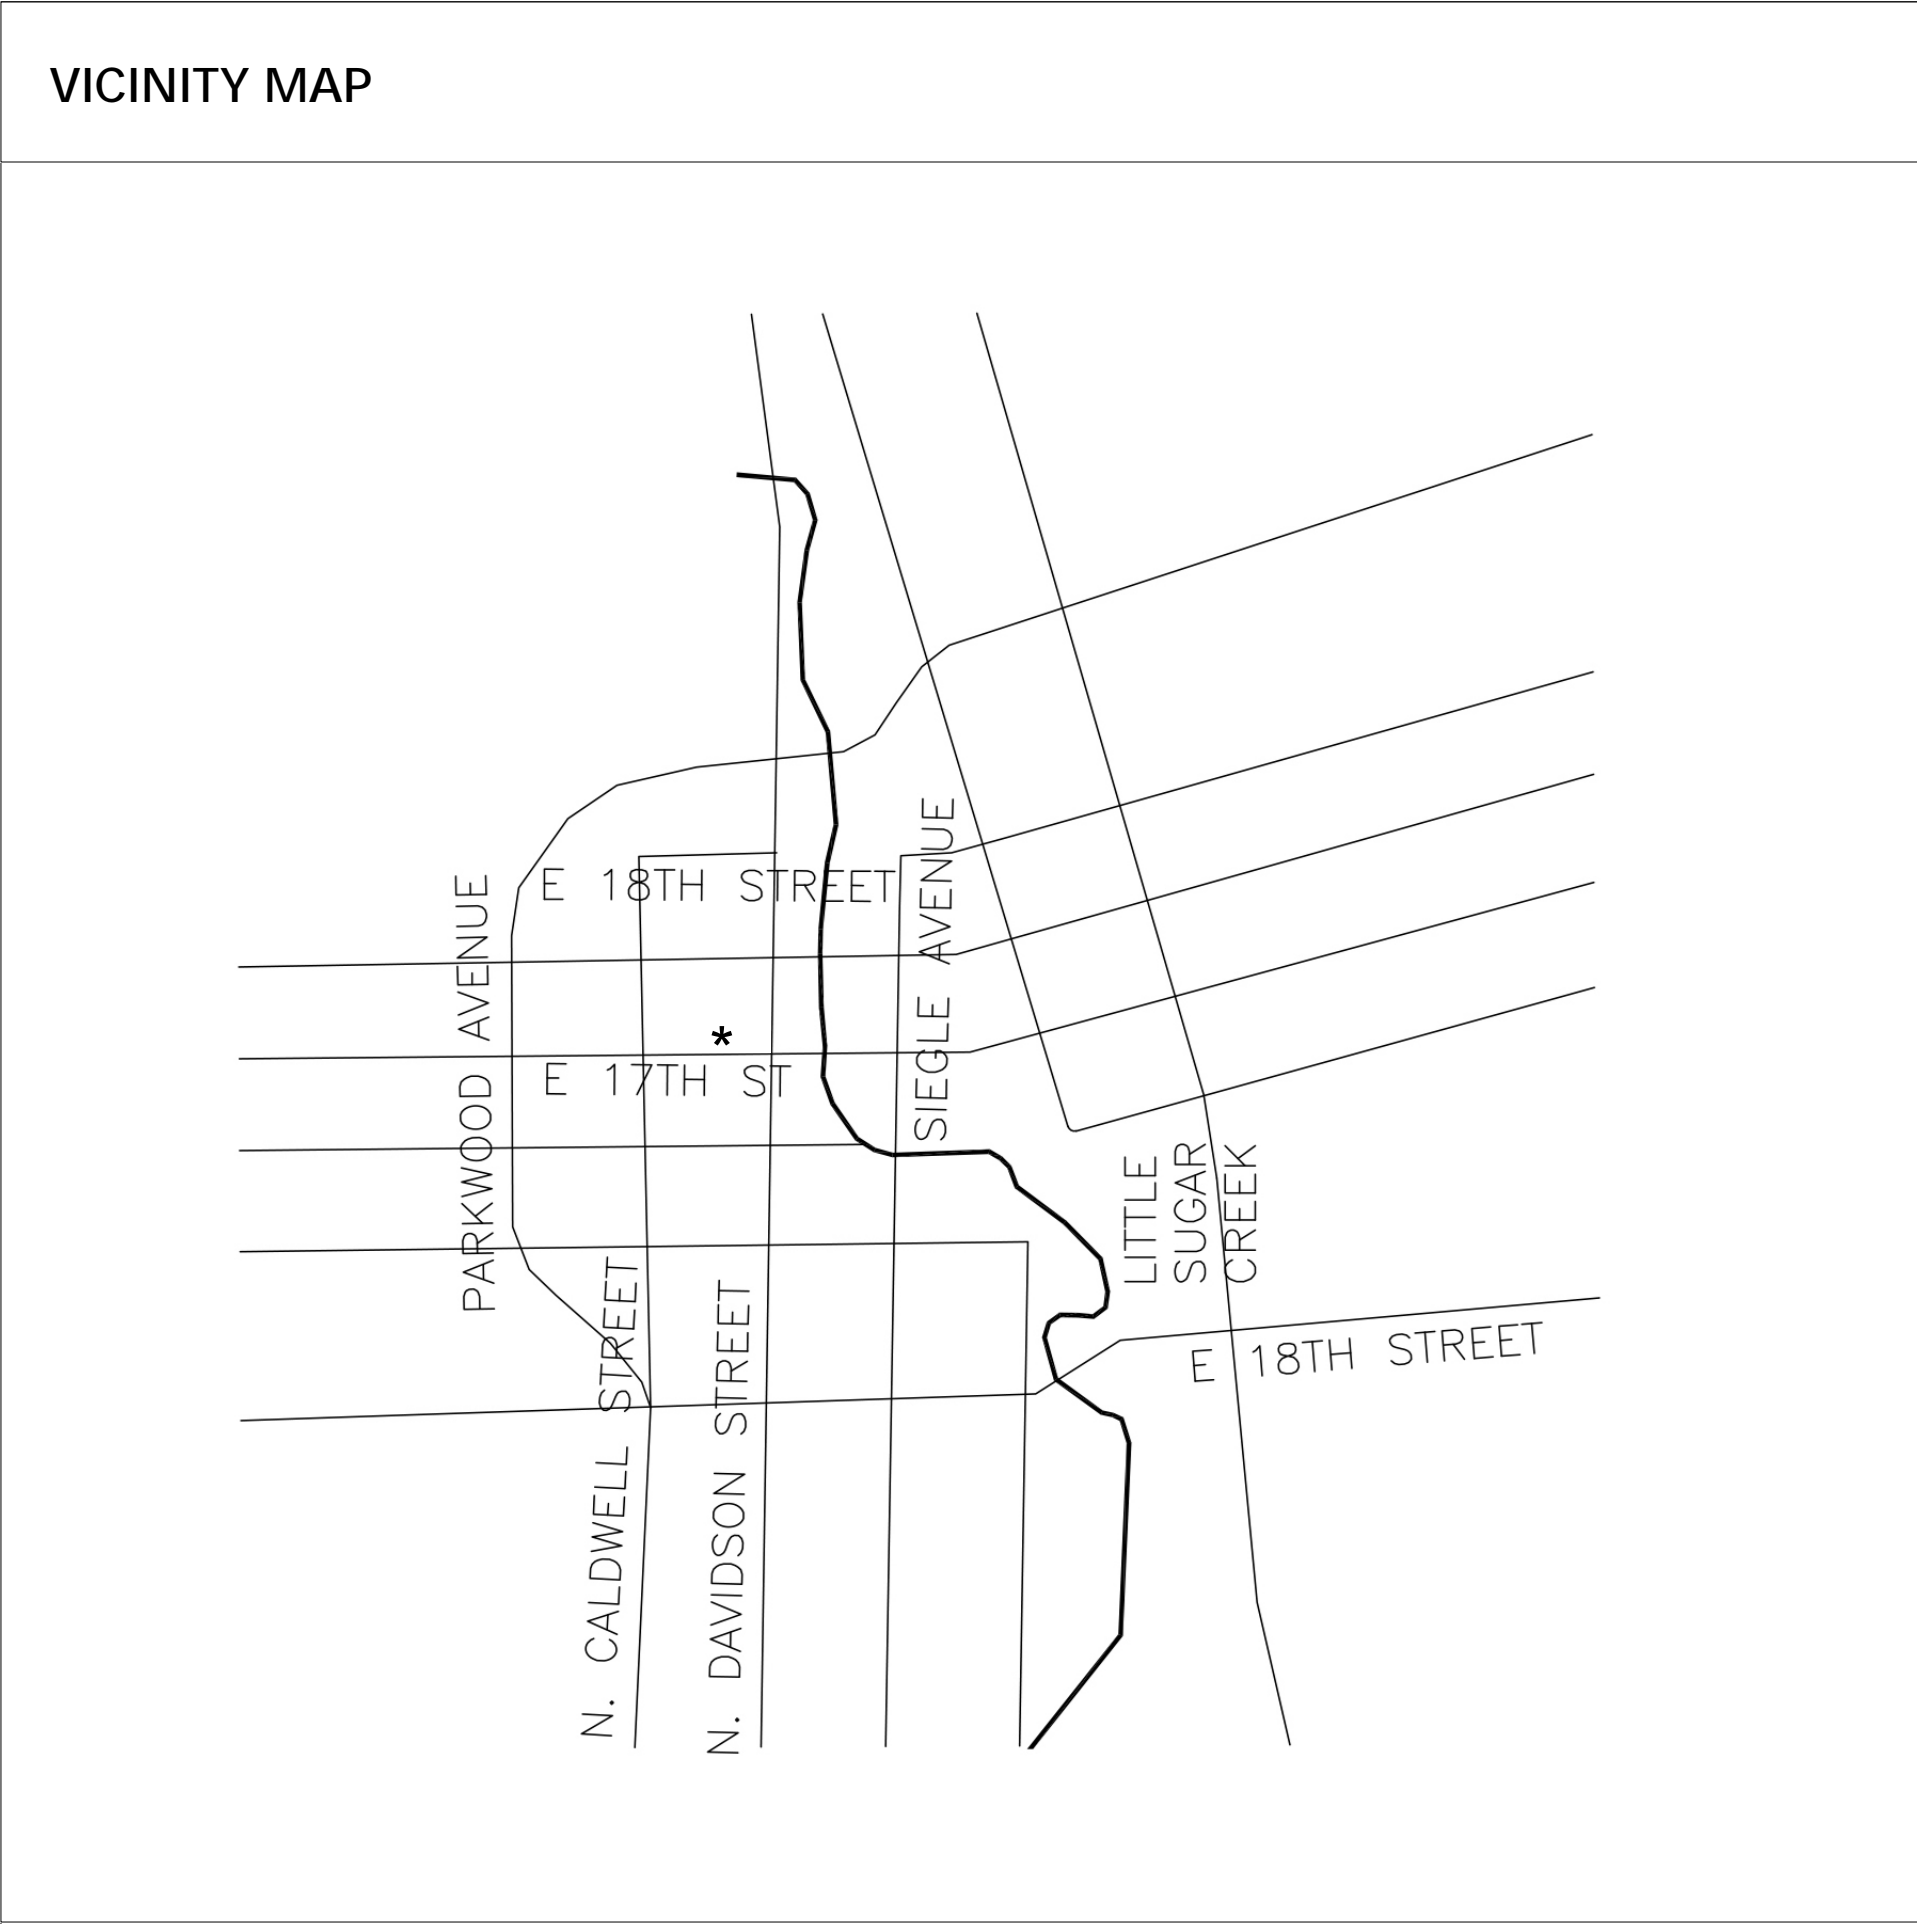 VICINITY MAP
E 18TH STREET
PARKWOOD AVENUE
SIEGLE AVENUE
*
E 17TH ST
LITTLE
SUGAR
CREEK
E 18TH STREET
N. CALDWELL STREET
N. DAVIDSON STREET